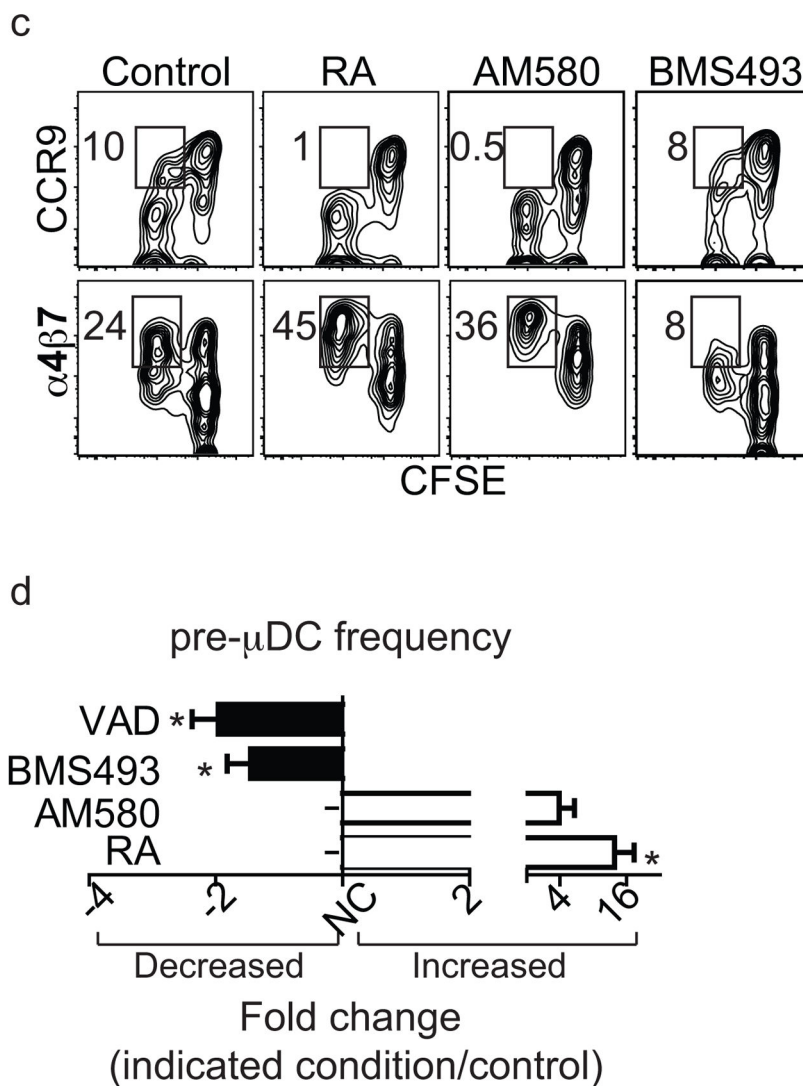 c
Control RA AM580 BMS493
CCR9
10 1 0.5 8
α4β7
24 45 36 8
CFSE
d
pre-μDC frequency
VAD *
BMS493 *
AM580
RA *
-4 -2 NC 2 4 16
Decreased Increased
Fold change
(indicated condition/control)